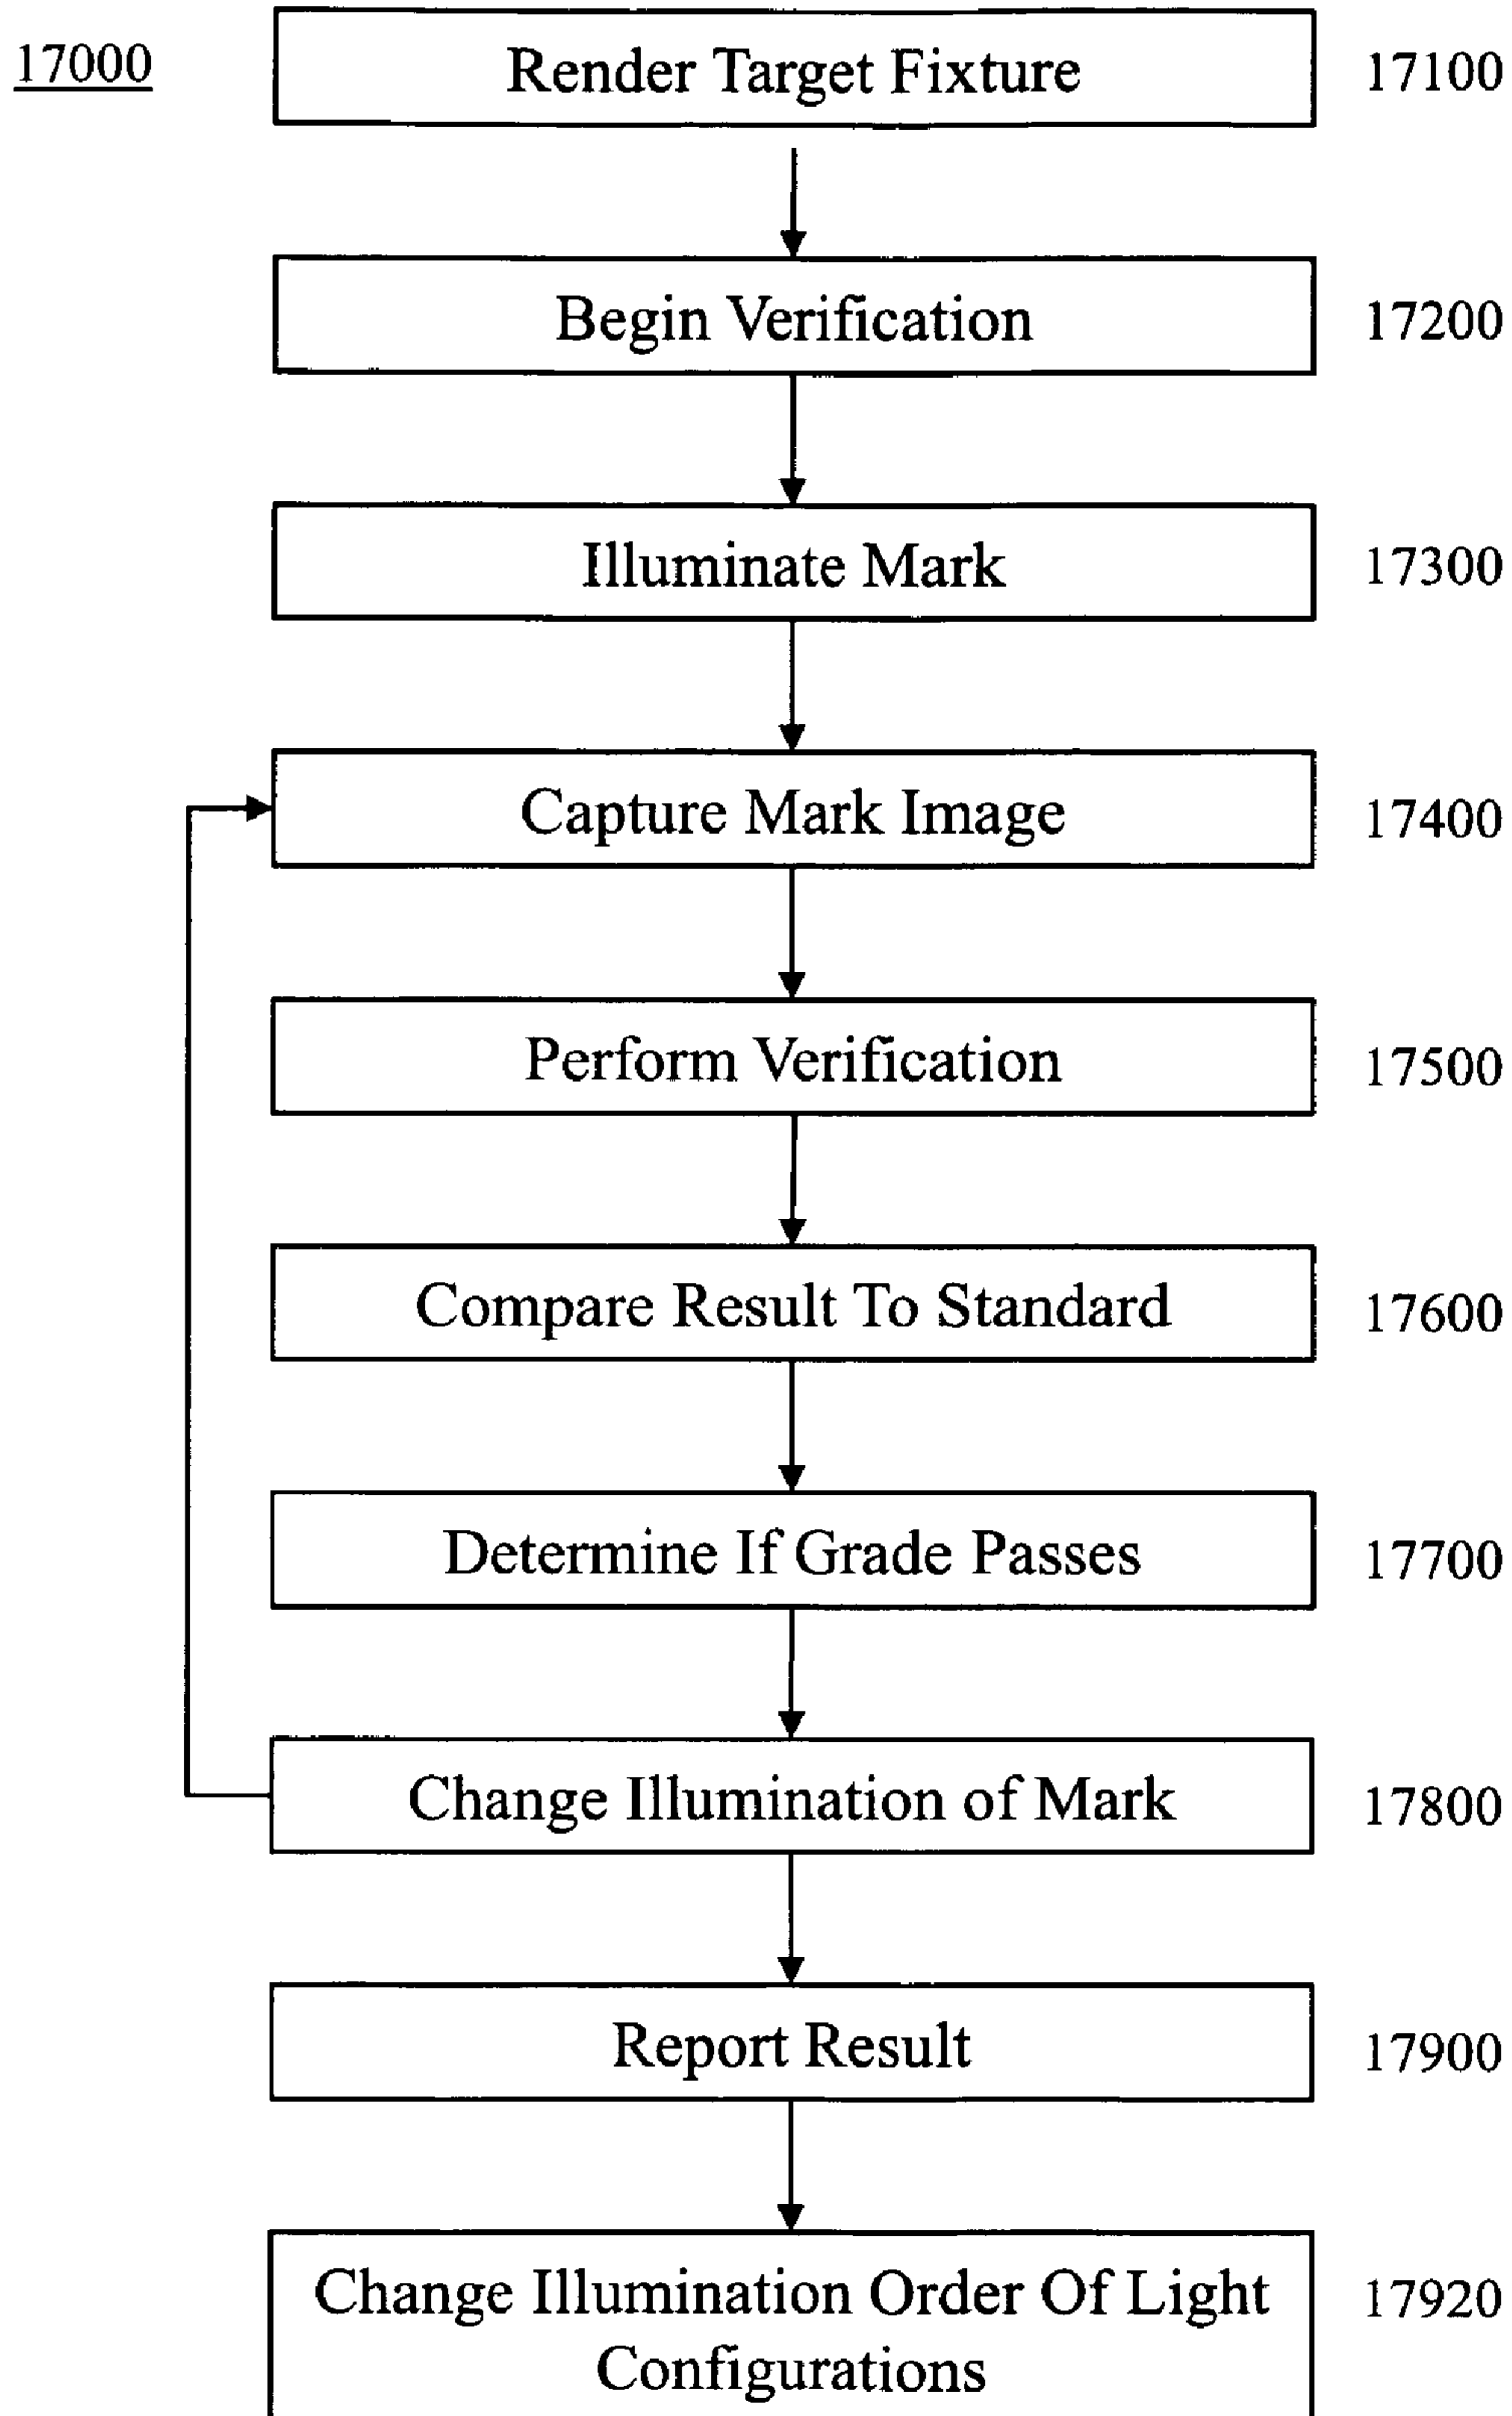 17000
Render Target Fixture
17100
Begin Verification
17200
Illuminate Mark
17300
Capture Mark Image
17400
Perform Verification
17500
Compare Result To Standard
17600
Determine If Grade Passes
17700
Change Illumination of Mark
17800
Report Result
17900
Change Illumination Order Of Light
Configurations
17920